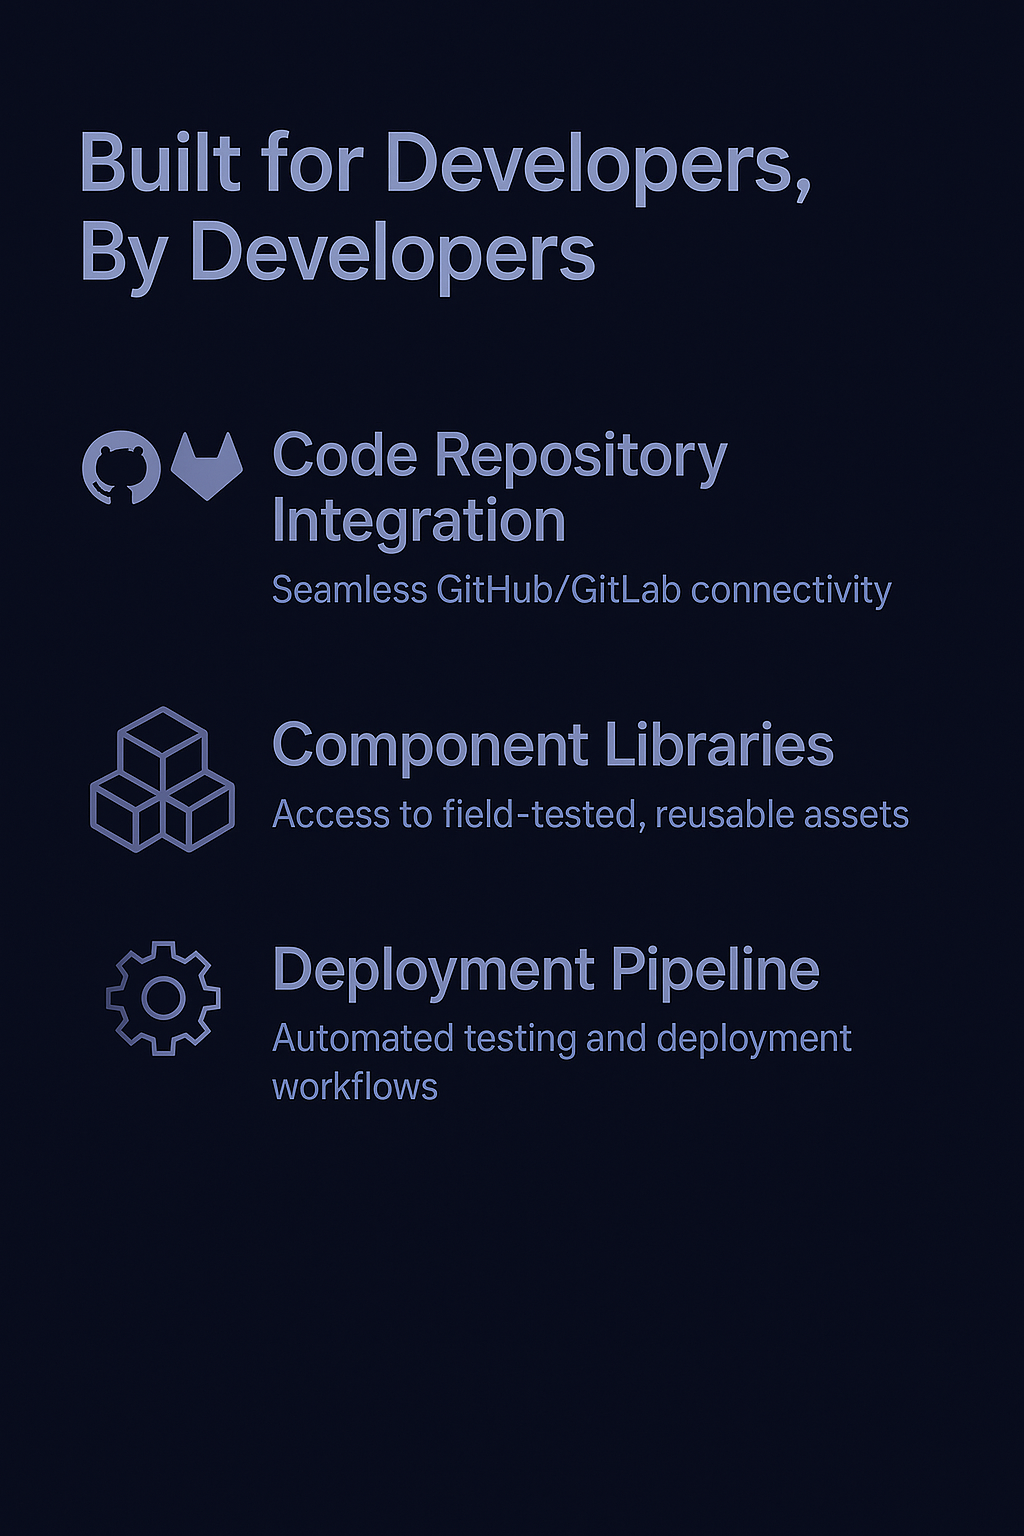 Built for Developers,
By Developers
Code Repository
Integration
Seamless GitHub/GitLab connectivity
Component Libraries
Access to field-tested, reusable assets
Deployment Pipeline
Automated testing and deployment
workflows